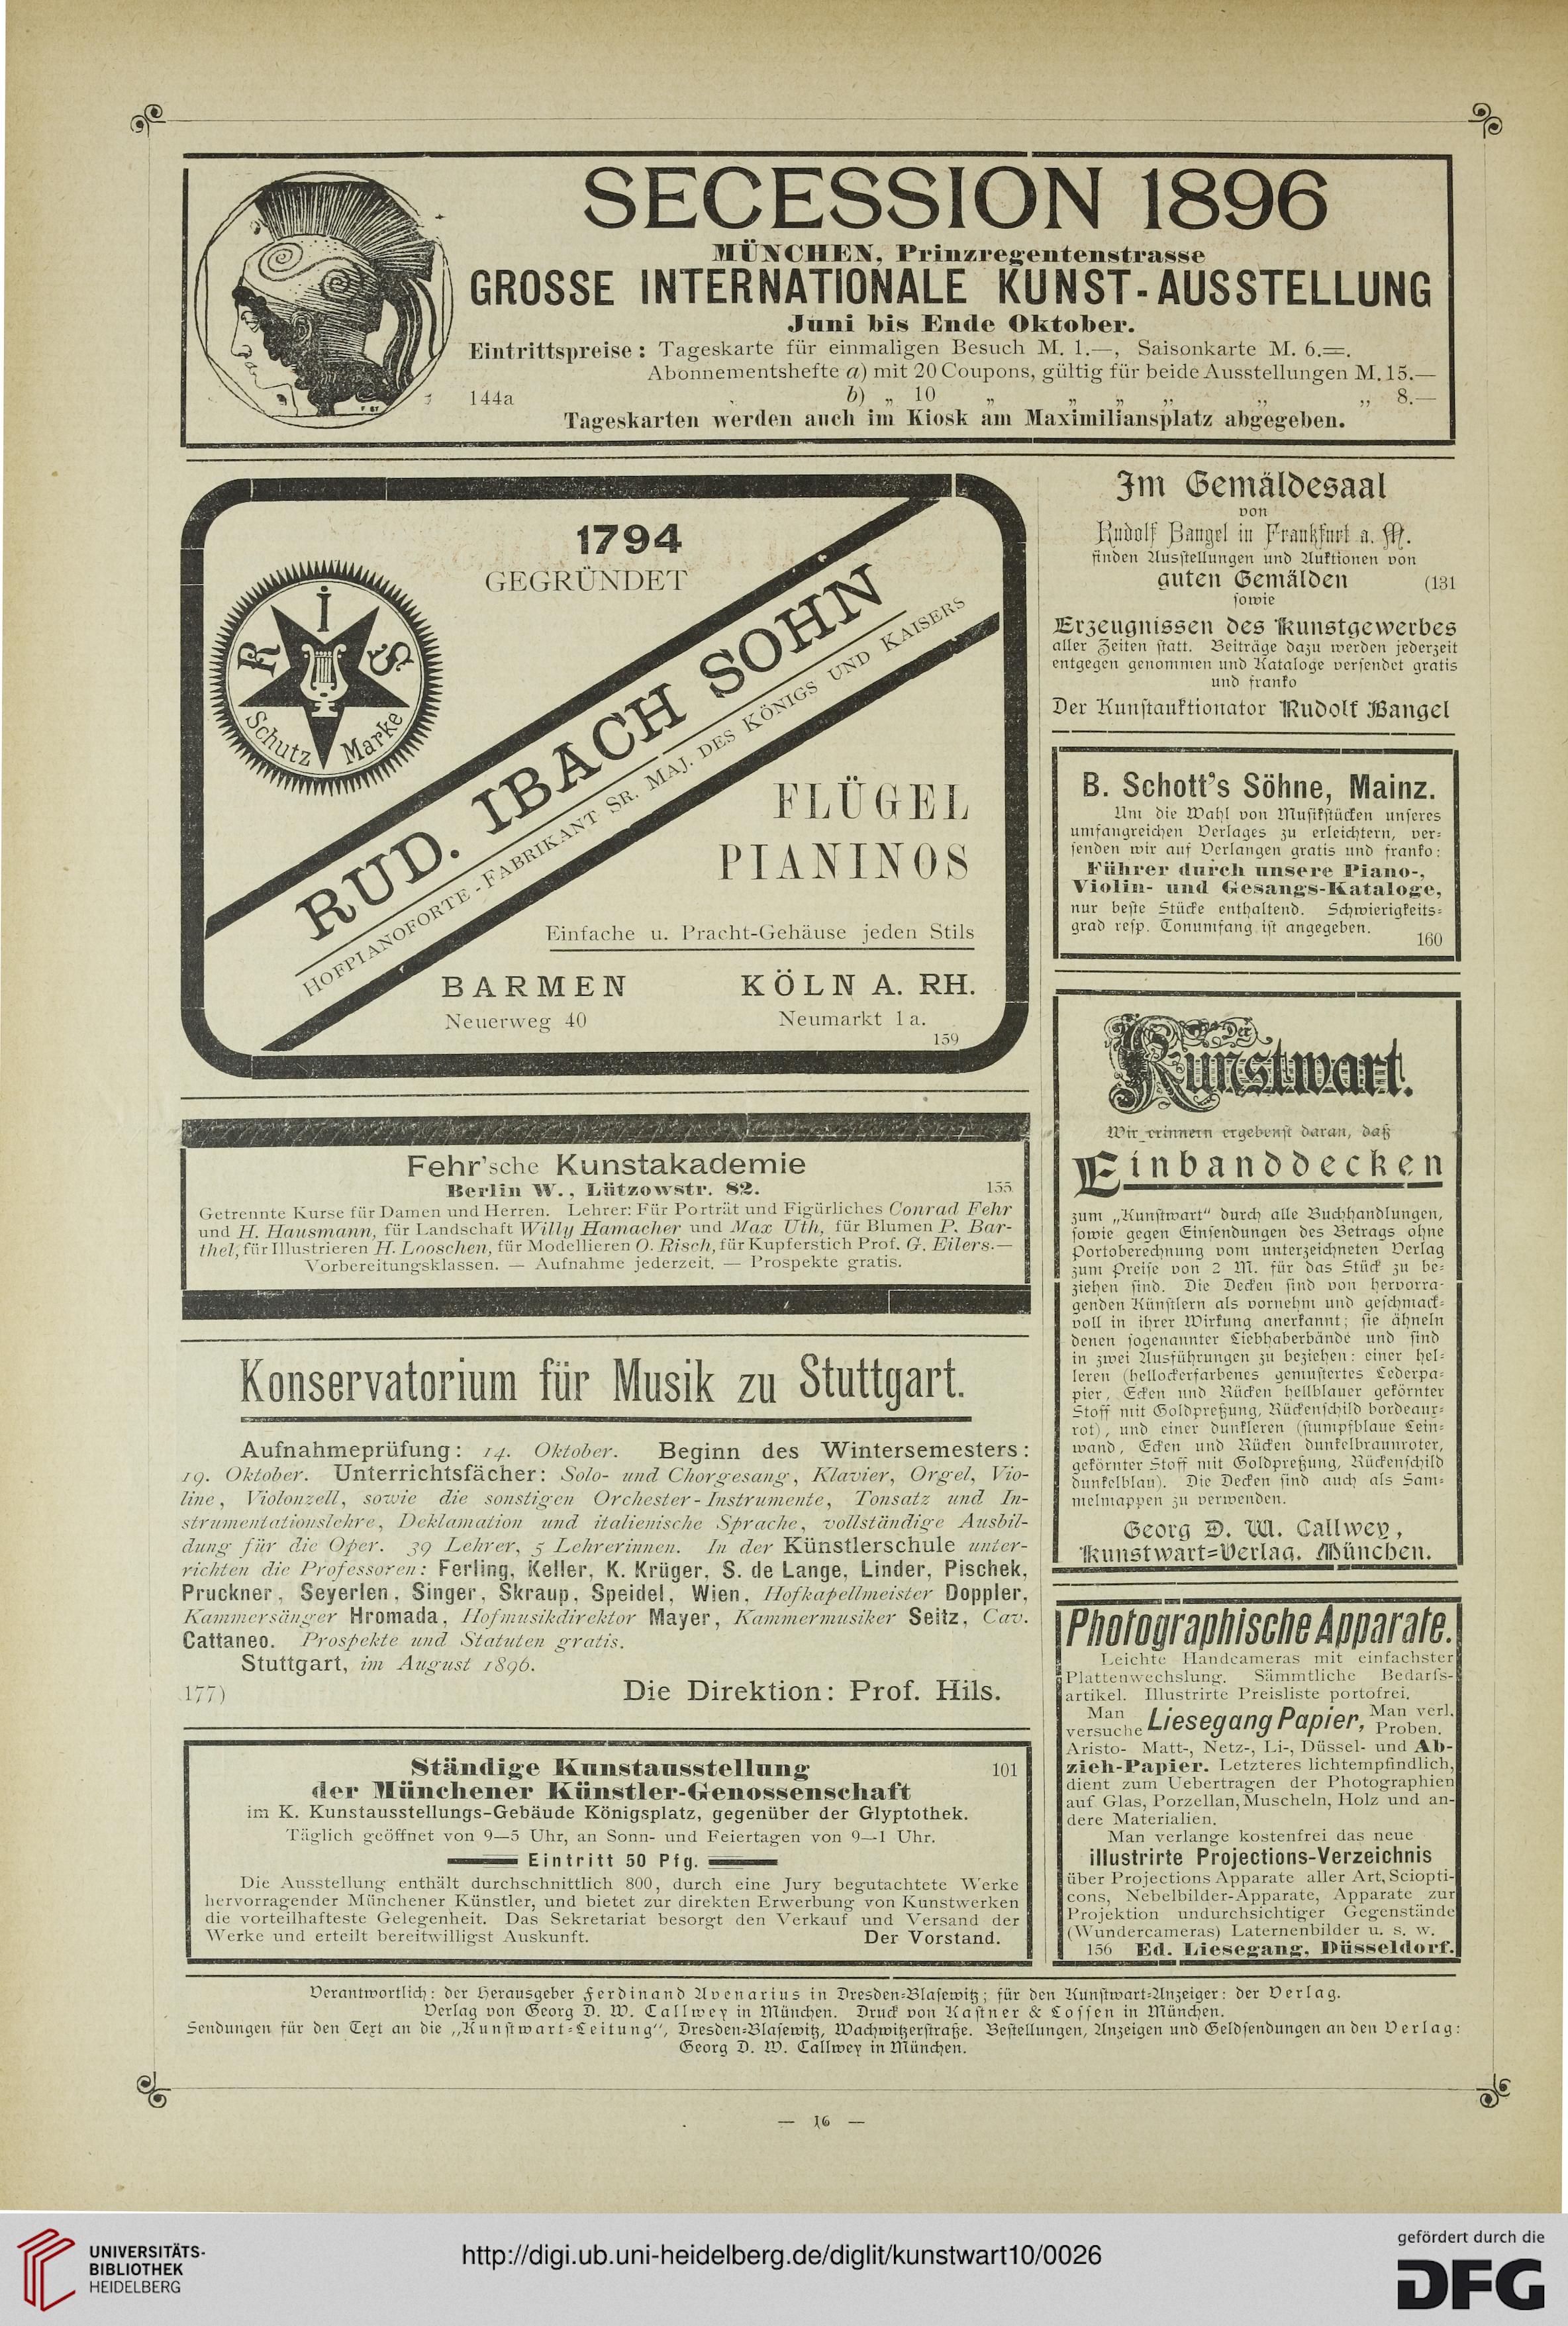 SECESSION 1896
MÜNCHEN, Prinzregentenstrasse
GROSSE INTERNATIONALE KUNST-AUSSTELLUNG
Juni bis Ende Oktober.
Eintrittspreise: Tageskarte für einmaligen Besuch M. 1.—, Saisonkarte M. 6.=.
Abonnementshefte a) mit 20 Coupons, gültig für beide Ausstellungen M. 15.—
144a b) „ 10 „ „ „ „ „ „ 8.—
Tageskarten werden auch im Kiosk am Maximiliansplatz abgegeben.
1794
GEGRÜNDET
IRIS
Schutz Marke
RUD. IBACH SOHN
HOFPIANOFORTE-FABRIKANT SR. MAJ. DES KÖNIGS UND KAISERS
FLÜGEL
PIANINOS
Einfache u. Pracht-Gehäuse jeden Stils
BARMEN KÖLN A. RH.
Neuerweg 40 Neumarkt 1a.
159
Fehr'sche Kunstakademie
Berlin W., Lützowstr. 82. 155
Getrennte Kurse für Damen und Herren. Lehrer: Für Porträt und Figürliches Conrad Fehr
und H. Hausmann, für Landschaft Willy Hamacher und Max Uth, für Blumen P. Bar-
thel, für Illustrieren H. Looschen, für Modellieren O. Risch, für Kupferstich Prof. G. Eilers.—
Vorbereitungsklassen. — Aufnahme jederzeit. — Prospekte gratis.
Konservatorium für Musik zu Stuttgart.
Aufnahmeprüfung: 14. Oktober. Beginn des Wintersemesters:
19. Oktober. Unterrichtsfächer: Solo- und Chorgesang, Klavier, Orgel, Vio-
line, Violonzell, sowie die sonstigen Orchester-Instrumente, Tonsatz und In-
strumentationslehre, Deklamation und italienische Sprache, vollständige Ausbil-
dung für die Oper. 39 Lehrer, 5 Lehrerinnen. In der Künstlerschule unter-
richten die Professoren: Ferling, Keller, K. Krüger, S. de Lange, Linder, Pischek,
Pruckner, Seyerlen, Singer, Skraup, Speidel, Wien, Hofkapellmeister Doppler,
Kammersänger Hromada, Hofmusikdirektor Mayer, Kammermusiker Seitz, Cav.
Cattaneo. Prospekte und Statuten gratis.
Stuttgart, im August 1896.
177) Die Direktion: Prof. Hils.
Ständige Kunstausstellung 101
der Münchener Künstler-Genossenschaft
im K. Kunstausstellungs-Gebäude Königsplatz, gegenüber der Glyptothek.
Täglich geöffnet von 9—5 Uhr, an Sonn- und Feiertagen von 9—1 Uhr.
Eintritt 50 Pfg.
Die Ausstellung enthält durchschnittlich 800, durch eine Jury begutachtete Werke
hervorragender Münchener Künstler, und bietet zur direkten Erwerbung von Kunstwerken
die vorteilhafteste Gelegenheit. Das Sekretariat besorgt den Verkauf und Versand der
Werke und erteilt bereitwilligst Auskunft. Der Vorstand.
Im Gemäldesaal
von
Rudolf Bangel in Frankfurt a. M.
finden Ausstellungen und Auktionen von
guten Gemälden (131
sowie
Erzeugnissen des Kunstgewerbes
aller Zeiten statt. Beiträge dazu werden jederzeit
entgegen genommen und Kataloge versendet gratis
und franko
Der Kunstauktionator Rudolf Bangel
B. Schott's Söhne, Mainz.
Um die Wahl von Musikstücken unseres
umfangreichen Verlages zu erleichtern, ver-
senden wir auf Verlangen gratis und franko:
Führer durch unsere Piano-,
Violin- und Gesangs-Kataloge,
nur beste Stücke enthaltend. Schwierigkeits-
grad resp. Tonumfang ist angegeben.
160
Der
Kunstwart.
Wir erinnern ergebenst daran, daß
Einbanddecken
zum „Kunstwart" durch alle Buchhandlungen,
sowie gegen Einsendungen des Betrags ohne
Portoberechnung vom unterzeichneten Verlag
zum Preise von 2 M. für das Stück zu be-
ziehen sind. Die Decken sind von hervorra-
genden Künstlern als vornehm und geschmack-
voll in ihrer Wirkung anerkannt; sie ähneln
denen sogenannter Liebhaberbände und sind
in zwei Ausführungen zu beziehen: einer hel-
leren (hellockerfarbenes gemustertes Lederpa-
pier, Ecken und Rücken hellblauer gekörnter
Stoff mit Goldpreßung, Rückenschild bordeaux-
rot), und einer dunkleren (stumpfblaue Lein-
wand, Ecken und Rücken dunkelbraunroter,
gekörnter Stoff mit Goldpreßung, Rückenschild
dunkelblau). Die Decken sind auch als Sam-
melmappen zu verwenden.
Georg D. W. Callwey,
Kunstwart-Verlag. München.
Photographische Apparate.
Leichte Handcameras mit einfachster
Plattenwechslung. Sämmtliche Bedarfs-
artikel. Illustrirte Preisliste portofrei.
Man versuche Liesegang Papier, Man verl. Proben.
Aristo- Matt-, Netz-, Li-, Düssel- und Ab-
zieh-Papier. Letzteres lichtempfindlich,
dient zum Uebertragen der Photographien
auf Glas, Porzellan, Muscheln, Holz und an-
dere Materialien.
Man verlange kostenfrei das neue
illustrirte Projections-Verzeichnis
über Projections Apparate aller Art, Sciopti-
cons, Nebelbilder-Apparate, Apparate zur
Projektion undurchsichtiger Gegenstände
(Wundercameras) Laternenbilder u. s. w.
156 Ed. Liesegang, Düsseldorf.
Verantwortlich: der Herausgeber Ferdinand Avenarius in Dresden-Blasewitz; für den Kunstwart-Anzeiger: der Verlag.
Verlag von Georg D. W. Callwey in München. Druck von Kastner & Lossen in München.
Sendungen für den Text an die „Kunstwart-Leitung", Dresden-Blasewitz, Wachwitzerstraße. Bestellungen, Anzeigen und Geldsendungen an den Verlag:
Georg D. W. Callwey in München.
— 16 —
UNIVERSITÄTS-
BIBLIOTHEK
HEIDELBERG
http://digi.ub.uni-heidelberg.de/diglit/kunstwart10/0026
gefördert durch die
DFG